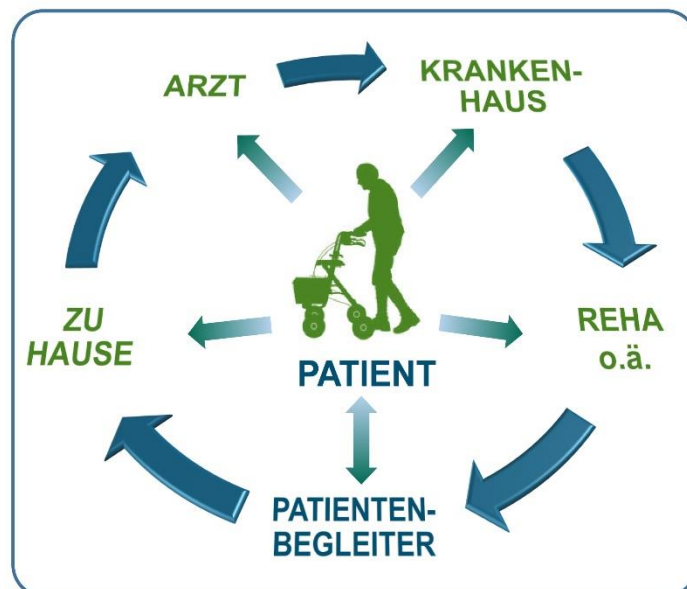 ARZT
KRANKEN-
HAUS
ZU
HAUSE
REHA
o.ä.
PATIENT
PATIENTEN-
BEGLEITER